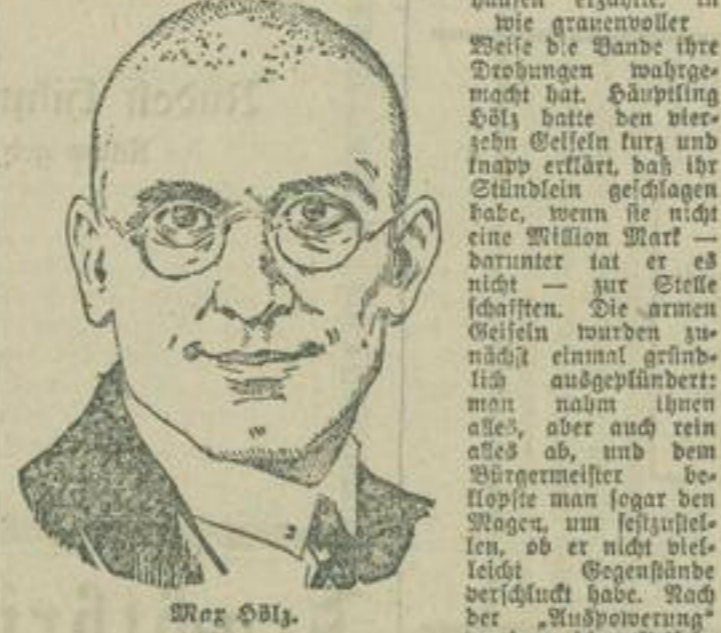 hausen erzählte. In
wie grauenvoller
Weise die Bande ihre
Drohungen wahrge-
macht hat. Häuptling
Hölz hatte den vier-
zehn Geiseln kurz und
knapp erklärt, daß ihr
Stündlein geschlagen
habe, wenn sie nicht
eine Million Mark —
darunter tat er es
nicht — zur Stelle
schafften. Die armen
Geiseln wurden zu-
nächst einmal gründ-
lich ausgeplündert:
man nahm ihnen
alles, aber auch rein
alles ab, und dem
Bürgermeister be-
klopfte man sogar den
Magen, um festzustel-
len, ob er nicht viel-
leicht Gegenstände
verschluckt habe. Nach
der „Auspowerung"
Max Hölz.